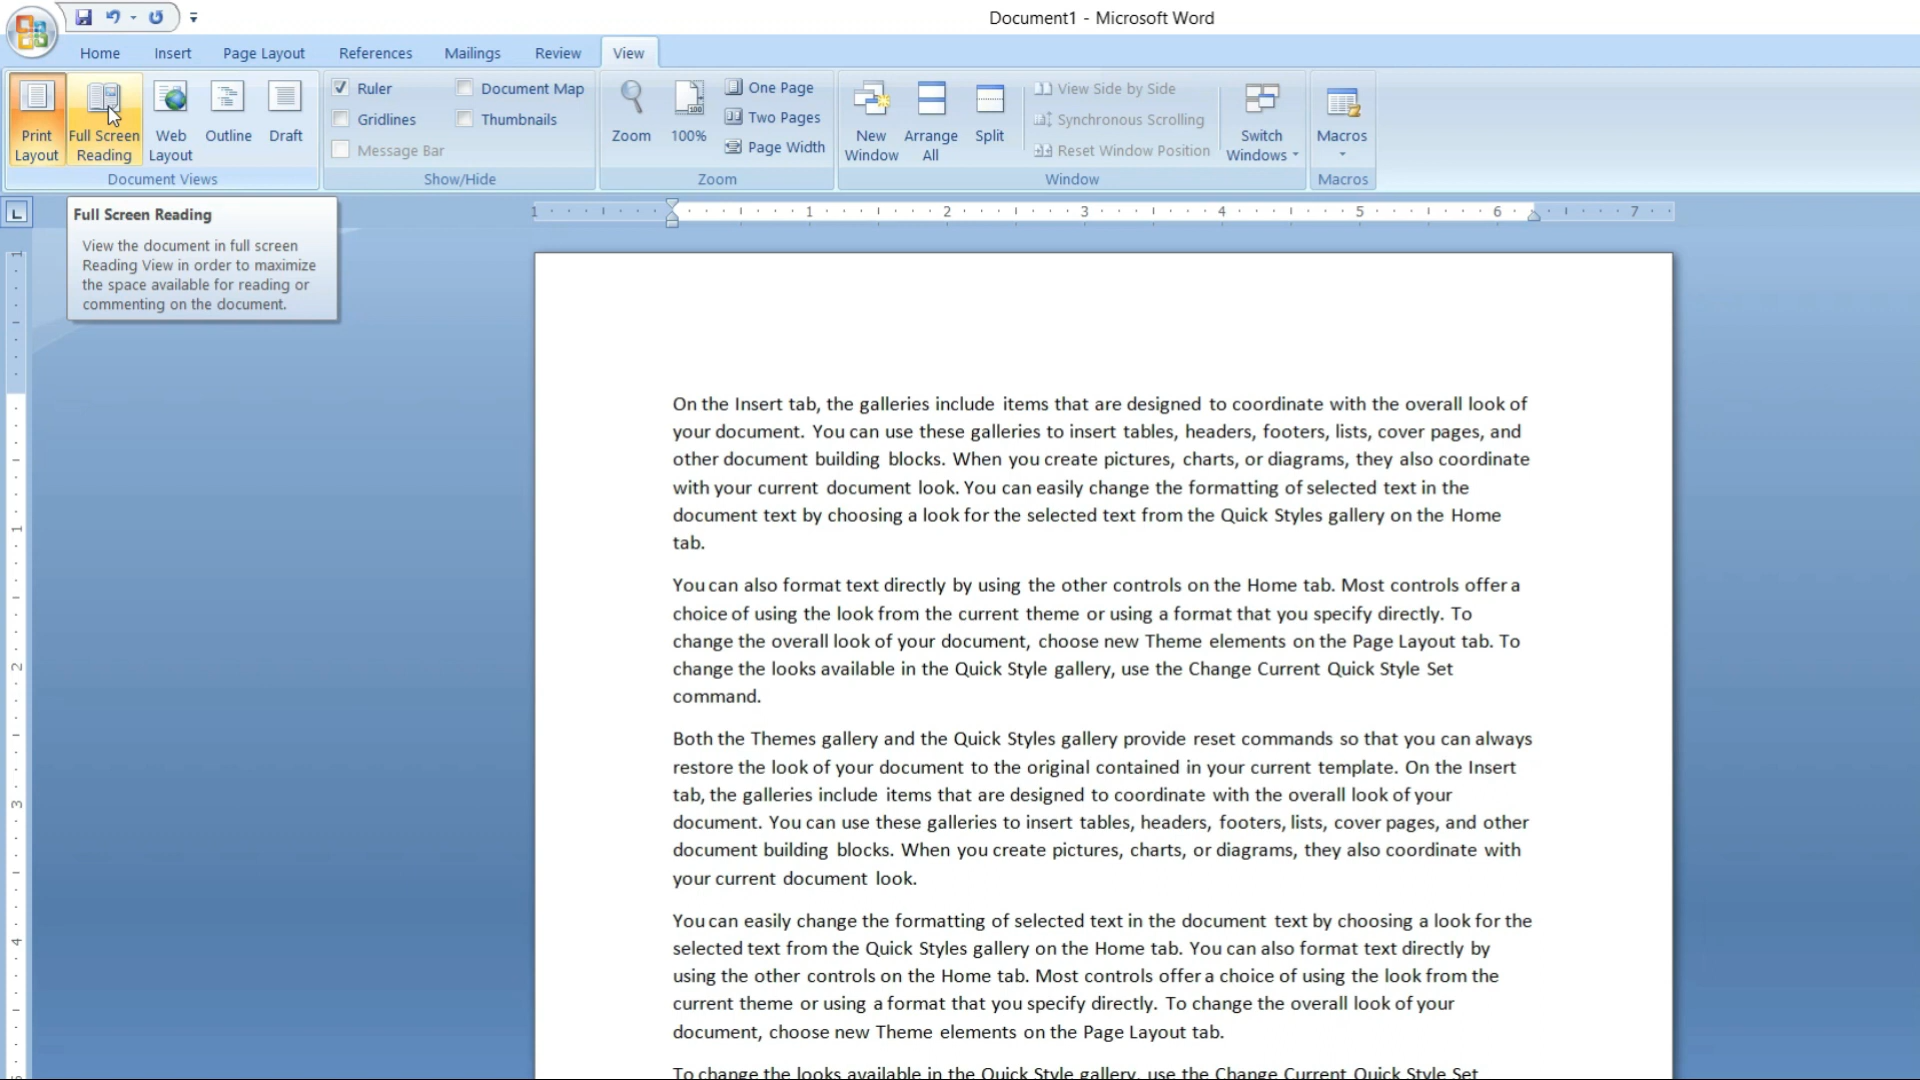 Document1 - Microsoft Word
Home Insert Page Layout References Mailings Review View
Print Layout
Full Screen Reading
Web Layout
Outline
Draft
Document Views
Ruler
Gridlines
Message Bar
Document Map
Thumbnails
Show/Hide
Zoom
100%
One Page
Two Pages
Page Width
Zoom
New Window
Arrange All
Split
View Side by Side
Synchronous Scrolling
Reset Window Position
Window
Switch Windows
Macros
Macros
1 1 2 3 4 5 6 7
Full Screen Reading
View the document in full screen
Reading View in order to maximize
the space available for reading or
commenting on the document.
1
1
2
3
4
On the Insert tab, the galleries include items that are designed to coordinate with the overall look of
your document. You can use these galleries to insert tables, headers, footers, lists, cover pages, and
other document building blocks. When you create pictures, charts, or diagrams, they also coordinate
with your current document look. You can easily change the formatting of selected text in the
document text by choosing a look for the selected text from the Quick Styles gallery on the Home
tab.
You can also format text directly by using the other controls on the Home tab. Most controls offer a
choice of using the look from the current theme or using a format that you specify directly. To
change the overall look of your document, choose new Theme elements on the Page Layout tab. To
change the looks available in the Quick Style gallery, use the Change Current Quick Style Set
command.
Both the Themes gallery and the Quick Styles gallery provide reset commands so that you can always
restore the look of your document to the original contained in your current template. On the Insert
tab, the galleries include items that are designed to coordinate with the overall look of your
document. You can use these galleries to insert tables, headers, footers, lists, cover pages, and other
document building blocks. When you create pictures, charts, or diagrams, they also coordinate with
your current document look.
You can easily change the formatting of selected text in the document text by choosing a look for the
selected text from the Quick Styles gallery on the Home tab. You can also format text directly by
using the other controls on the Home tab. Most controls offer a choice of using the look from the
current theme or using a format that you specify directly. To change the overall look of your
document, choose new Theme elements on the Page Layout tab.
To change the looks available in the Quick Style gallery, use the Change Current Quick Style Set